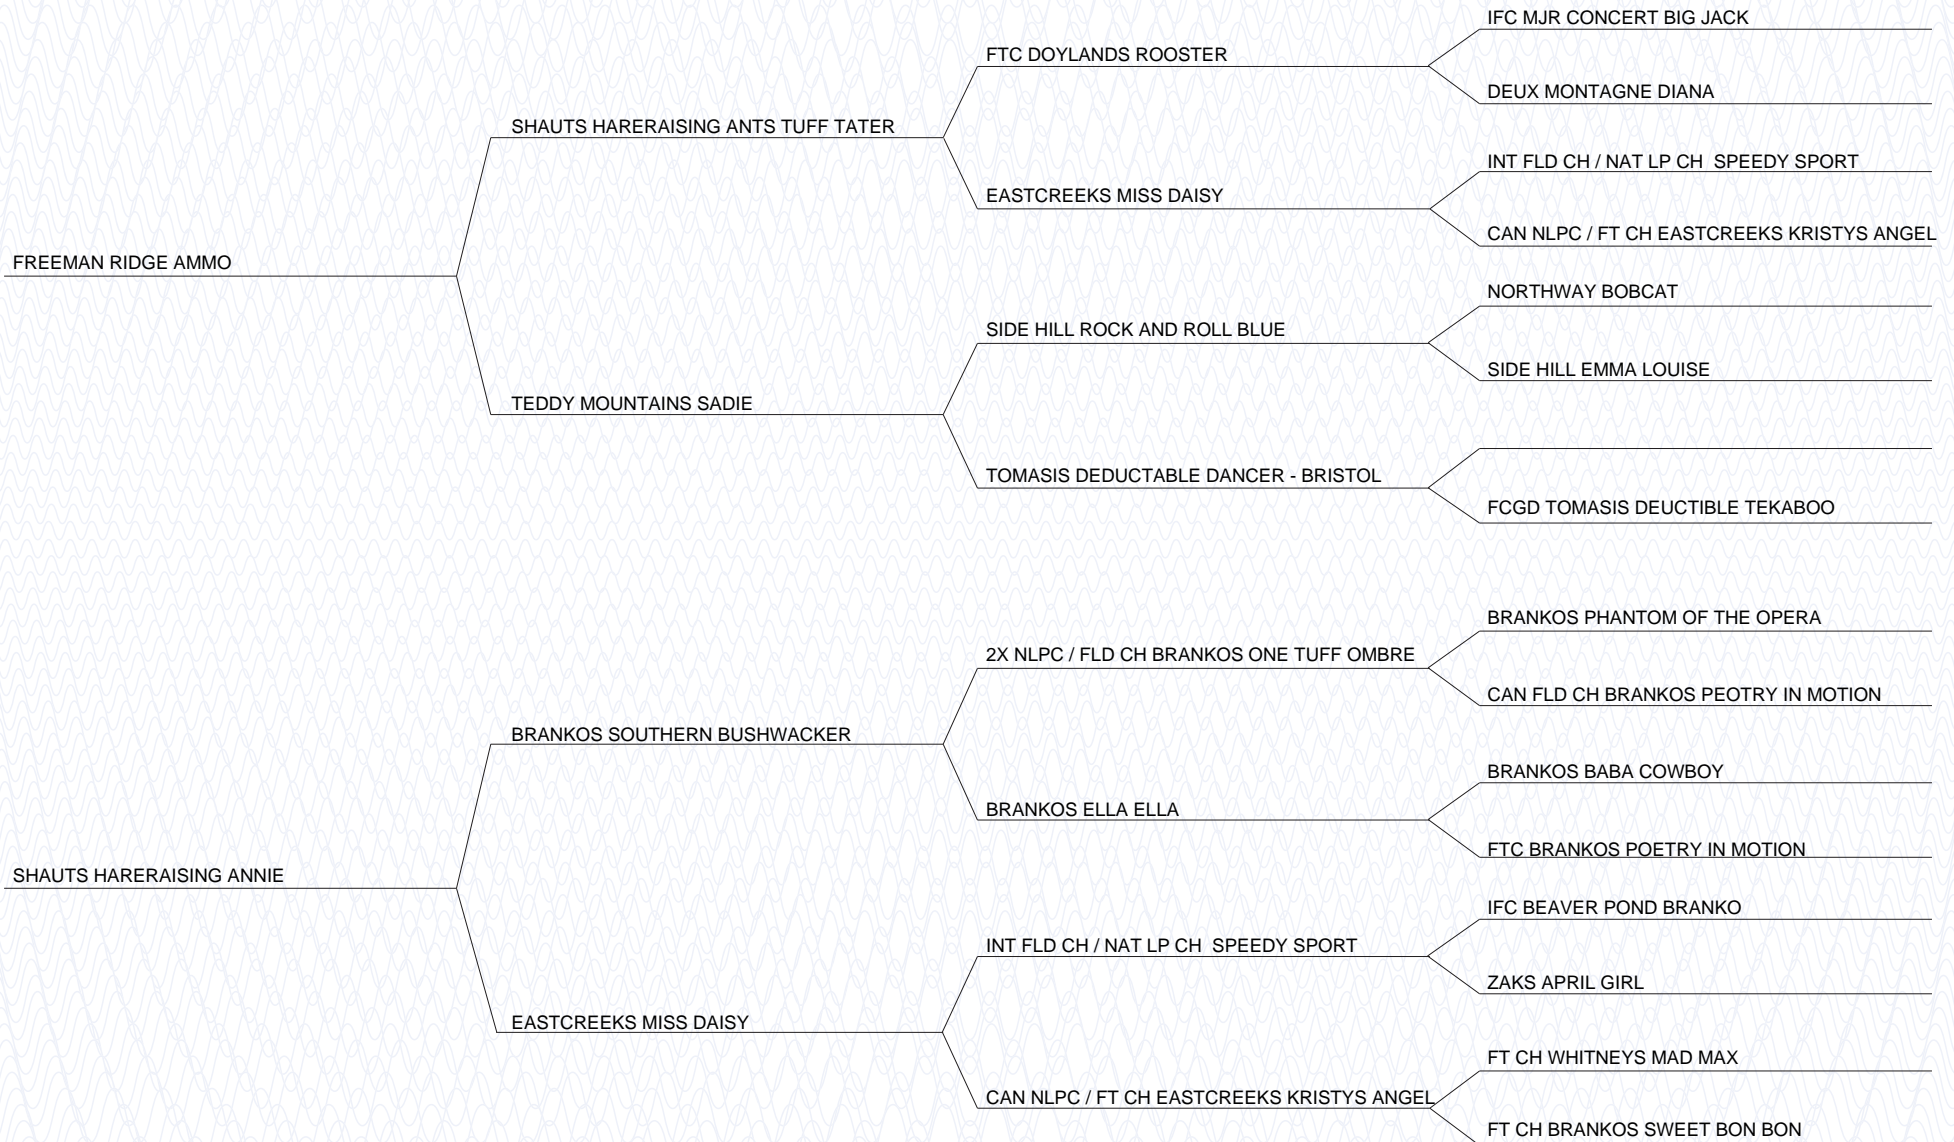 IFC MJR CONCERT BIG JACK
FTC DOYLANDS ROOSTER
DEUX MONTAGNE DIANA
SHAUTS HARERAISING ANTS TUFF TATER
INT FLD CH / NAT LP CH  SPEEDY SPORT
EASTCREEKS MISS DAISY
CAN NLPC / FT CH EASTCREEKS KRISTYS ANGEL
FREEMAN RIDGE AMMO
NORTHWAY BOBCAT
SIDE HILL ROCK AND ROLL BLUE
SIDE HILL EMMA LOUISE
TEDDY MOUNTAINS SADIE
TOMASIS DEDUCTABLE DANCER - BRISTOL
FCGD TOMASIS DEUCTIBLE TEKABOO
BRANKOS PHANTOM OF THE OPERA
2X NLPC / FLD CH BRANKOS ONE TUFF OMBRE
CAN FLD CH BRANKOS PEOTRY IN MOTION
BRANKOS SOUTHERN BUSHWACKER
BRANKOS BABA COWBOY
BRANKOS ELLA ELLA
FTC BRANKOS POETRY IN MOTION
SHAUTS HARERAISING ANNIE
IFC BEAVER POND BRANKO
INT FLD CH / NAT LP CH  SPEEDY SPORT
ZAKS APRIL GIRL
EASTCREEKS MISS DAISY
FT CH WHITNEYS MAD MAX
CAN NLPC / FT CH EASTCREEKS KRISTYS ANGEL
FT CH BRANKOS SWEET BON BON